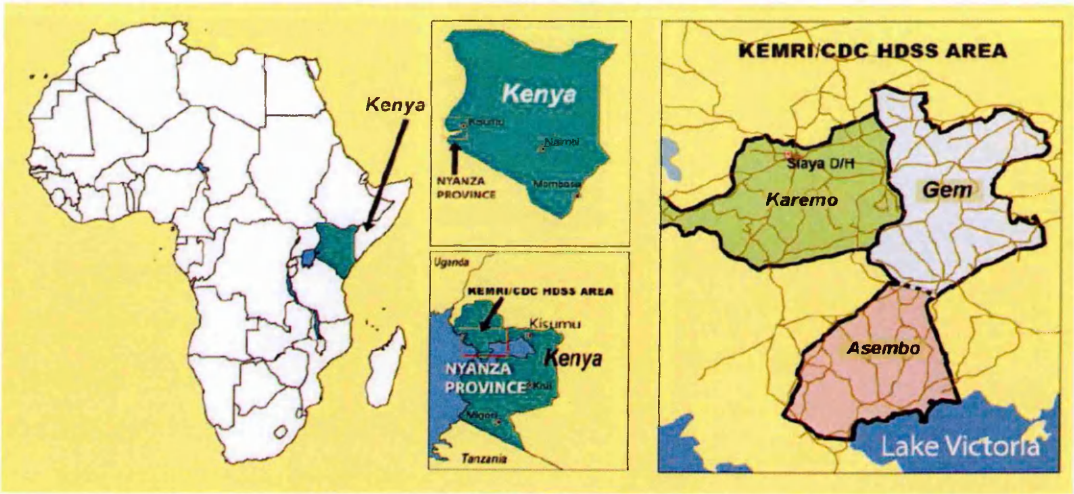 Kenya
Kenya
Kisumu
Nairobi
Mombasa
NYANZA
PROVINCE
Uganda
KEMRI/CDC HDSS AREA
Kisumu
Kenya
NYANZA
PROVINCE
Kisii
Migori
Tanzania
KEMRI/CDC HDSS AREA
Siaya D/H
Karemo
Gem
Asembo
Lake Victoria